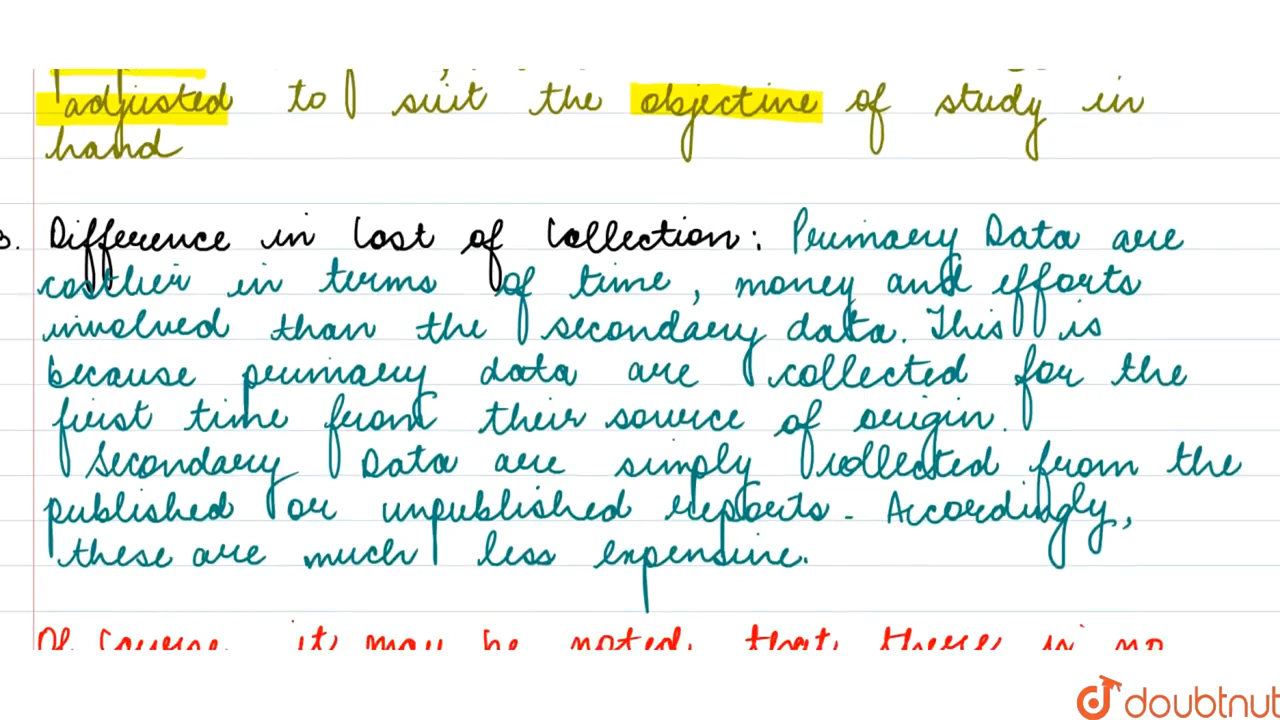 adjusted to suit the objective of study in
hand
3. Difference in Cost of Collection: Primary Data are
costlier in terms of time, money and efforts
involved than the secondary data. This is
because primary data are collected for the
first time from their source of origin.
Secondary Data are simply collected from the
published or unpublished reports. Accordingly,
these are much less expensive.
Of Course, it may be noted that there is no
doubtnut